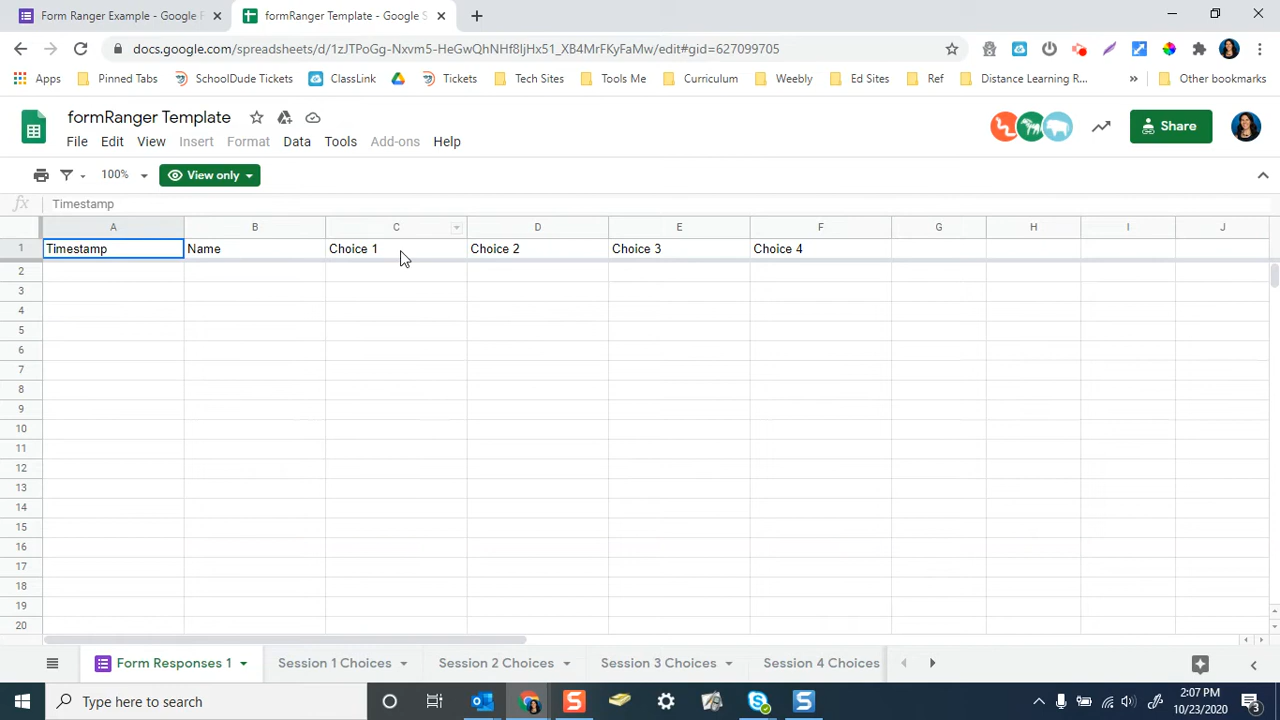 Form Ranger Example - Google F
formRanger Template - Google S
docs.google.com/spreadsheets/d/1zJTPoGg-Nxvm5-HeGwQhNHf8IjHx51_XB4MrFKyFaMw/edit#gid=627099705
Apps Pinned Tabs SchoolDude Tickets ClassLink Tickets Tech Sites Tools Me Curriculum Weebly Ed Sites Ref Distance Learning R... » Other bookmarks
formRanger Template
Share
File Edit View Insert Format Data Tools Add-ons Help
100% View only
fx Timestamp
A B C D E F G H I J
1 Timestamp Name Choice 1 Choice 2 Choice 3 Choice 4
2
3
4
5
6
7
8
9
10
11
12
13
14
15
16
17
18
19
20
Form Responses 1 Session 1 Choices Session 2 Choices Session 3 Choices Session 4 Choices
Type here to search
2:07 PM
10/23/2020
3